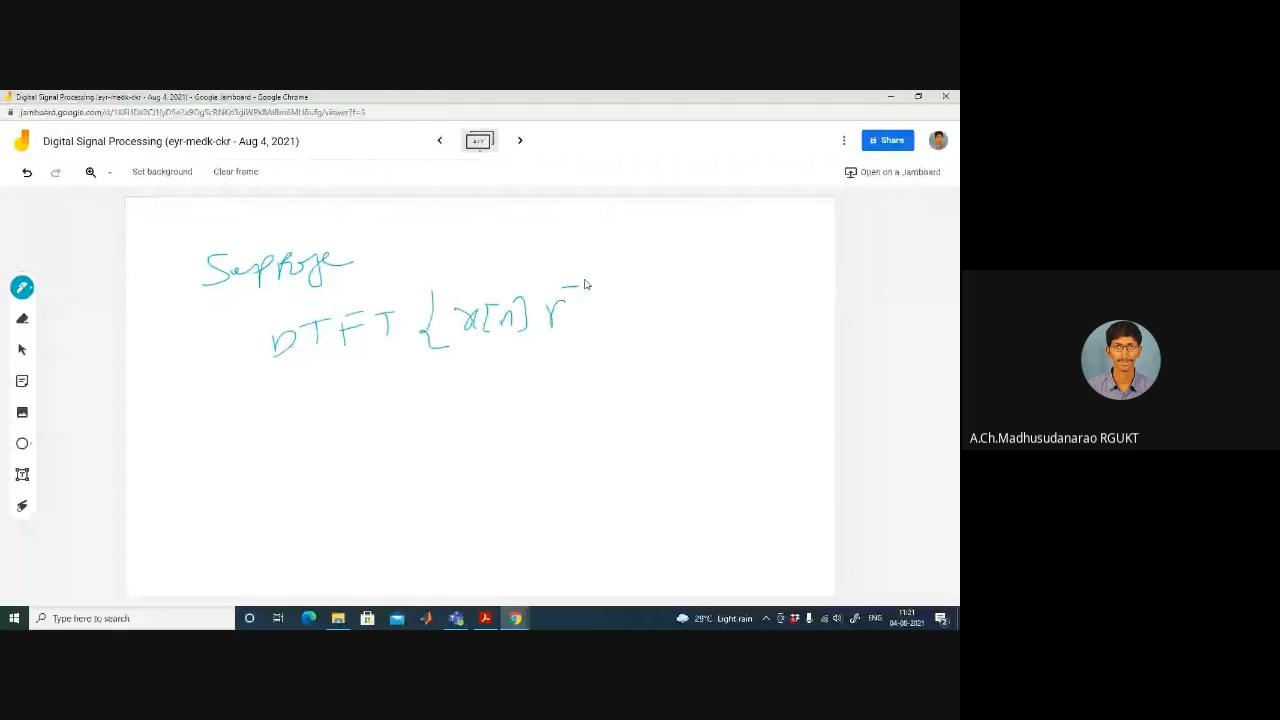 Digital Signal Processing (eyr-medk-ckr - Aug 4, 2021) - Google Jamboard - Google Chrome
Digital Signal Processing (eyr-medk-ckr - Aug 4, 2021)
4 / 7
Share
Set background
Clear frame
Open on a Jamboard
Suppose
DTFT { x[n] r^-
A.Ch.Madhusudanarao RGUKT
Type here to search
29°C Light rain
ENG
11:21
04-08-2021